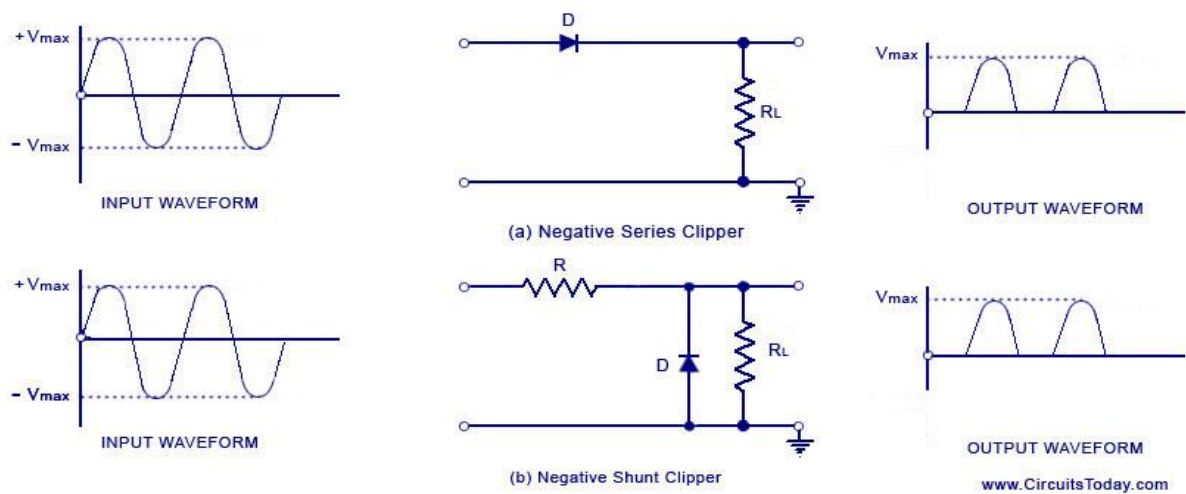 + Vmax
- Vmax
INPUT WAVEFORM
D
RL
(a) Negative Series Clipper
Vmax
OUTPUT WAVEFORM
+ Vmax
- Vmax
INPUT WAVEFORM
R
D
RL
(b) Negative Shunt Clipper
Vmax
OUTPUT WAVEFORM
www.CircuitsToday.com